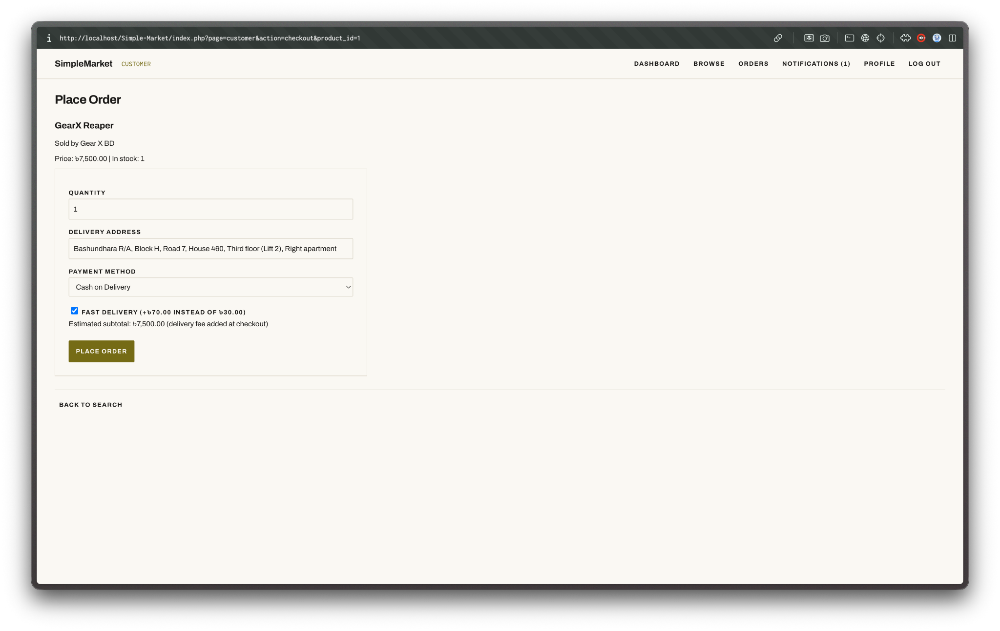 http://localhost/Simple-Market/index.php?page=customer&action=checkout&product_id=1
SimpleMarket CUSTOMER DASHBOARD BROWSE ORDERS NOTIFICATIONS (1) PROFILE LOG OUT
Place Order
GearX Reaper
Sold by Gear X BD
Price: ৳7,500.00 | In stock: 1
QUANTITY
1
DELIVERY ADDRESS
Bashundhara R/A, Block H, Road 7, House 460, Third floor (Lift 2), Right apartment
PAYMENT METHOD
Cash on Delivery
FAST DELIVERY (+৳70.00 INSTEAD OF ৳30.00)
Estimated subtotal: ৳7,500.00 (delivery fee added at checkout)
PLACE ORDER
BACK TO SEARCH